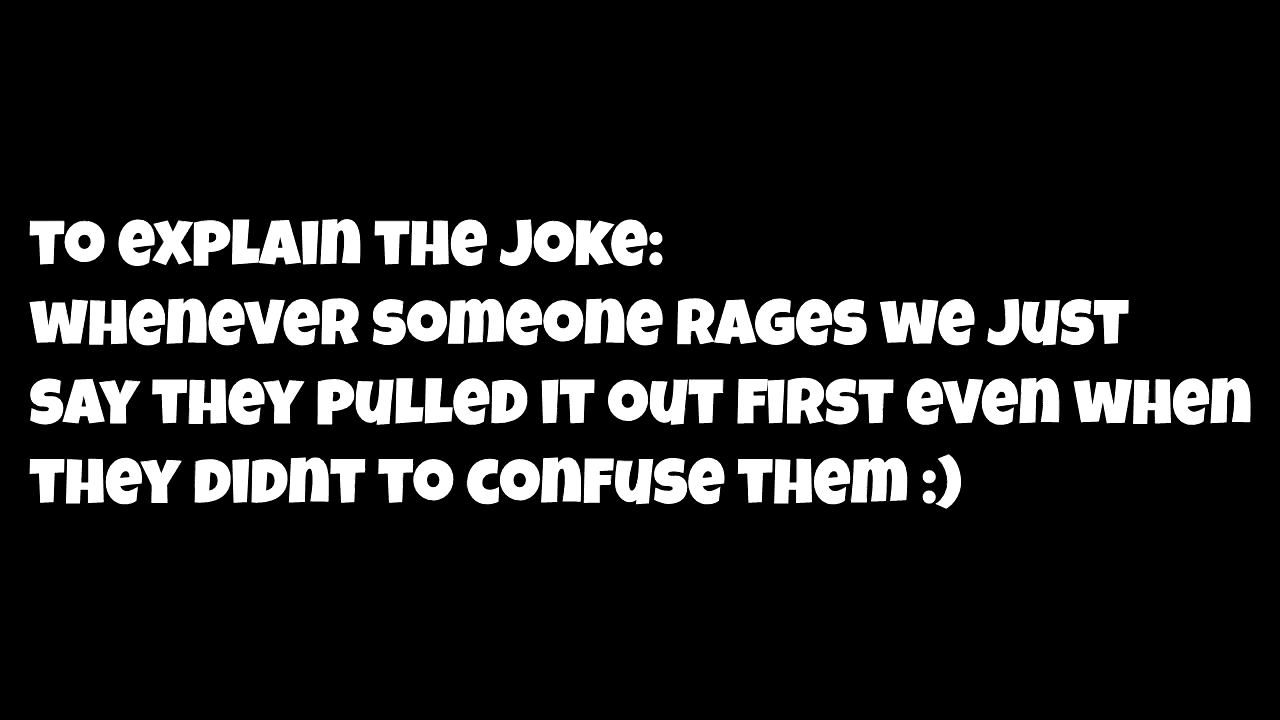 To explain the joke:
whenever someone rages we just
say they pulled it out first even when
they didnt to confuse them :)